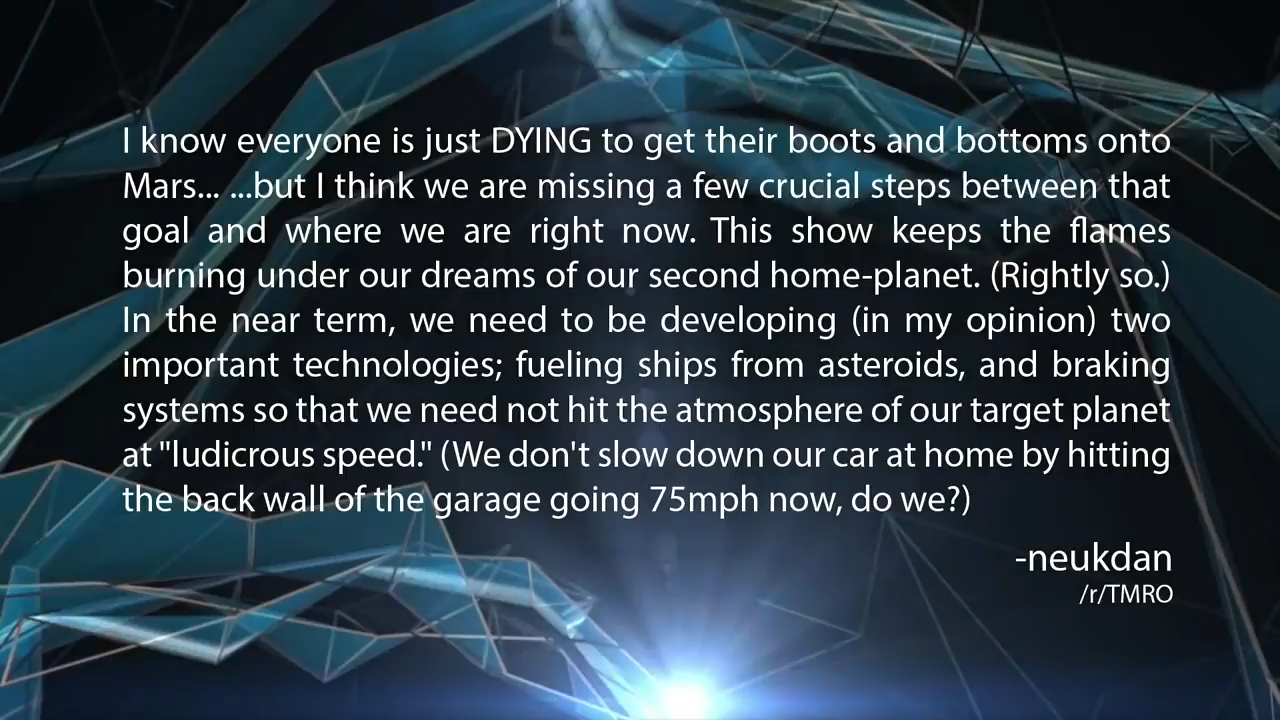 I know everyone is just DYING to get their boots and bottoms onto
Mars... ...but I think we are missing a few crucial steps between that
goal and where we are right now. This show keeps the flames
burning under our dreams of our second home-planet. (Rightly so.)
In the near term, we need to be developing (in my opinion) two
important technologies; fueling ships from asteroids, and braking
systems so that we need not hit the atmosphere of our target planet
at "ludicrous speed." (We don't slow down our car at home by hitting
the back wall of the garage going 75mph now, do we?)
-neukdan
/r/TMRO